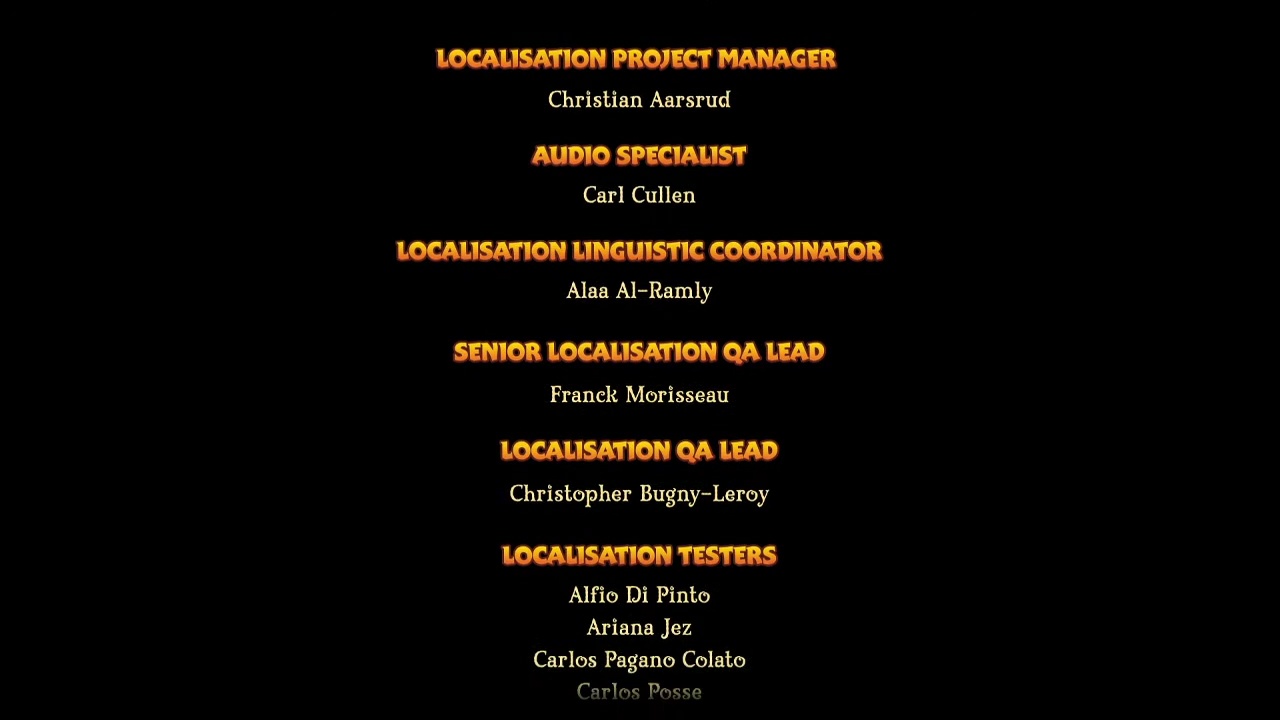 LOCALISATION PROJECT MANAGER
Christian Aarsrud
AUDIO SPECIALIST
Carl Cullen
LOCALISATION LINGUISTIC COORDINATOR
Alaa Al-Ramly
SENIOR LOCALISATION QA LEAD
Franck Morisseau
LOCALISATION QA LEAD
Christopher Bugny-Leroy
LOCALISATION TESTERS
Alfio Di Pinto
Ariana Jez
Carlos Pagano Colato
Carlos Posse